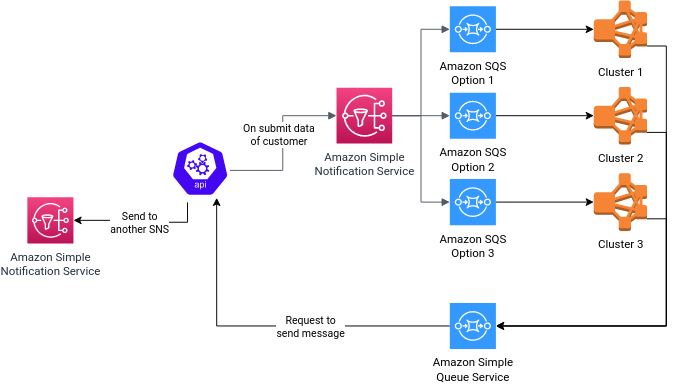 Amazon SQS
Option 1
Cluster 1
On submit data
of customer
Amazon Simple
Notification Service
Amazon SQS
Option 2
Cluster 2
api
Send to
another SNS
Amazon Simple
Notification Service
Amazon SQS
Option 3
Cluster 3
Request to
send message
Amazon Simple
Queue Service